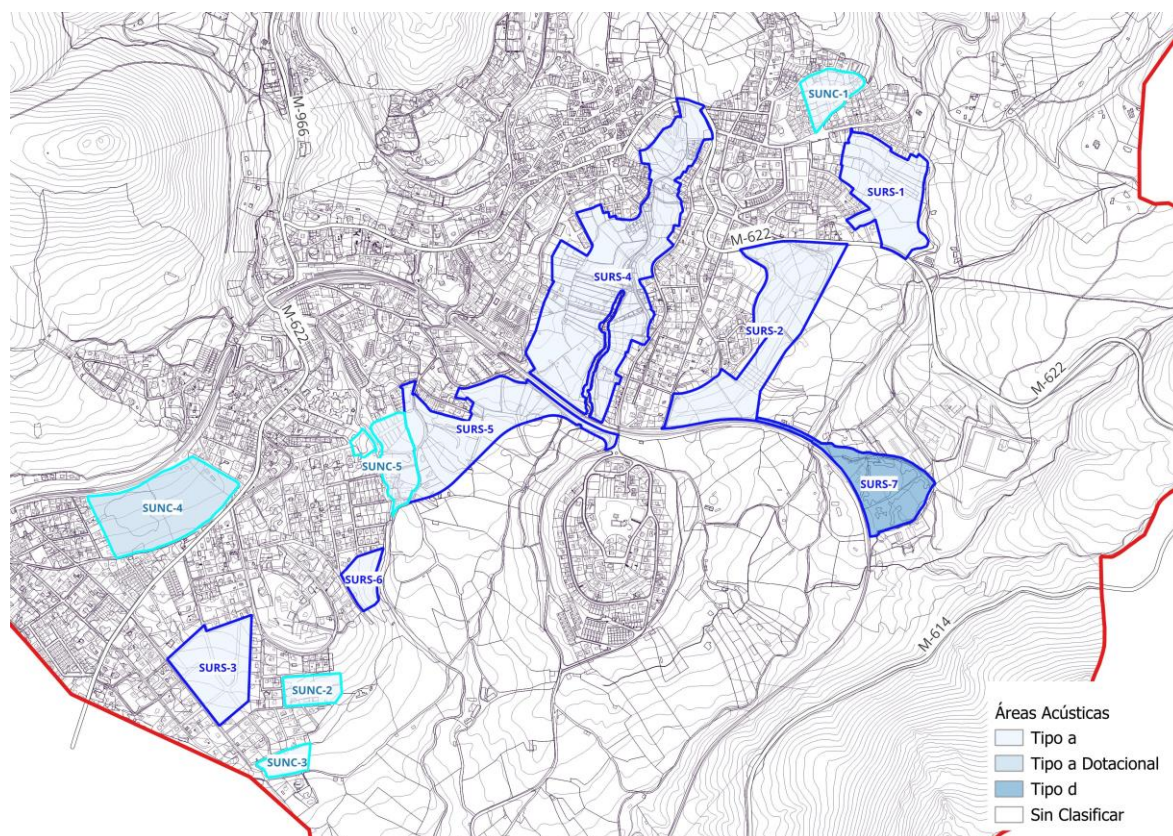 SUNC-1
M-966
SURS-1
M-622
SURS-4
SURS-2
M-622
M-622
SURS-5
SUNC-5
SURS-7
SUNC-4
SURS-6
M-614
SURS-3
SUNC-2
SUNC-3
Áreas Acústicas
Tipo a
Tipo a Dotacional
Tipo d
Sin Clasificar